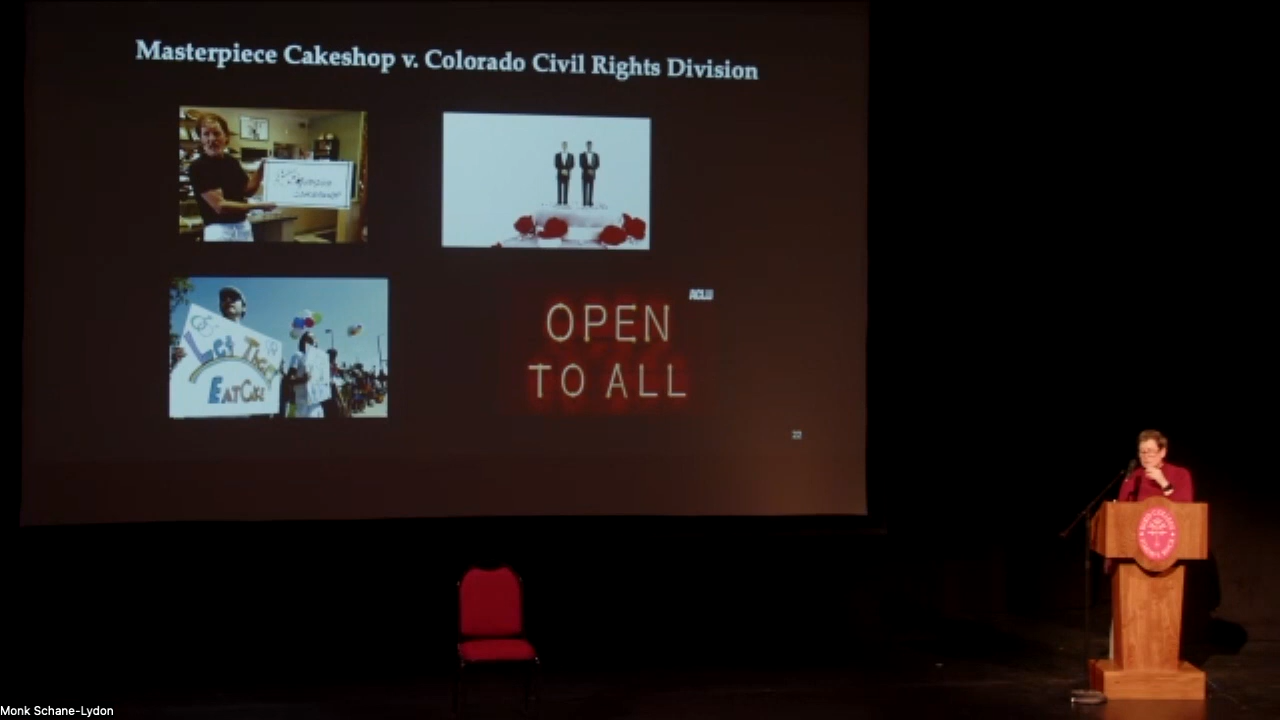 Masterpiece Cakeshop v. Colorado Civil Rights Division
Let Them
Eat Cake
ACLU
OPEN
TO ALL
22
Monk Schane-Lydon